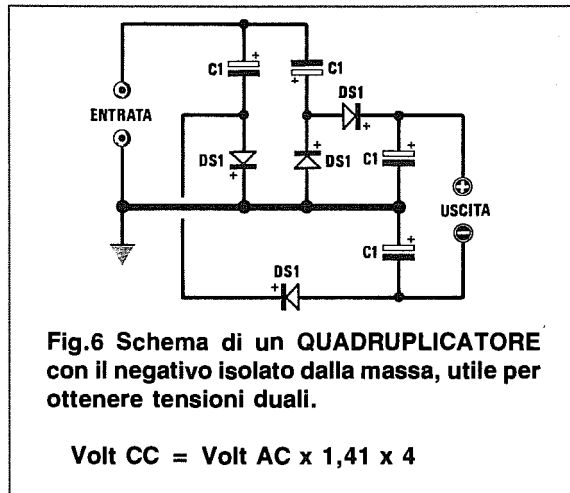 C1
+
+
C1
DS1
+
ENTRATA
DS1
+
+
DS1
C1
+
USCITA
+
C1
DS1
+
Fig.6 Schema di un QUADRUPLICATORE
con il negativo isolato dalla massa, utile per
ottenere tensioni duali.
Volt CC = Volt AC x 1,41 x 4